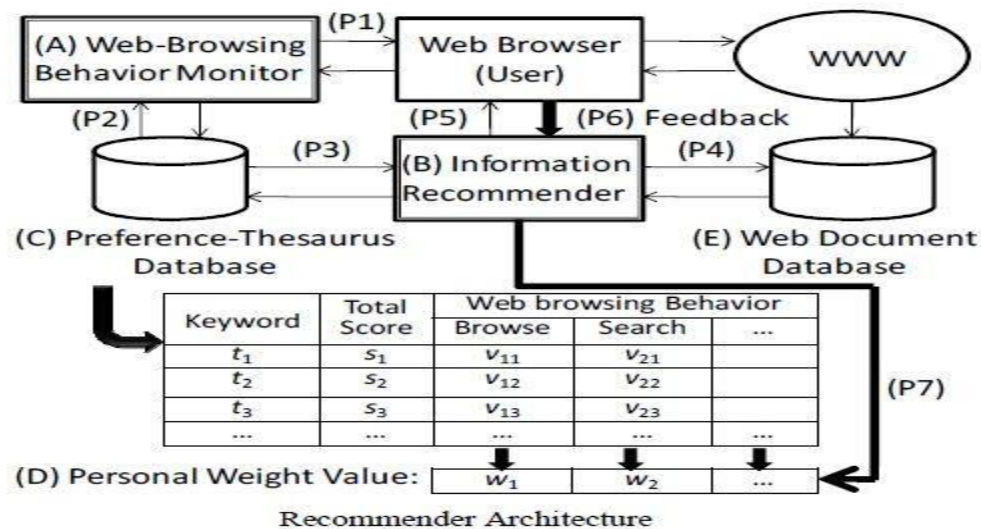 (P1)
(A) Web-Browsing
Behavior Monitor
Web Browser
(User)
WWW
(P2)
(P5)
(P6) Feedback
(P3)
(B) Information
Recommender
(P4)
(C) Preference-Thesaurus
Database
(E) Web Document
Database
Keyword
Total
Score
Web browsing Behavior
Browse
Search
...
t1 s1 v11 v21
t2 s2 v12 v22
t3 s3 v13 v23
... ... ... ... ...
(P7)
(D) Personal Weight Value: w1 w2 ...
Recommender Architecture